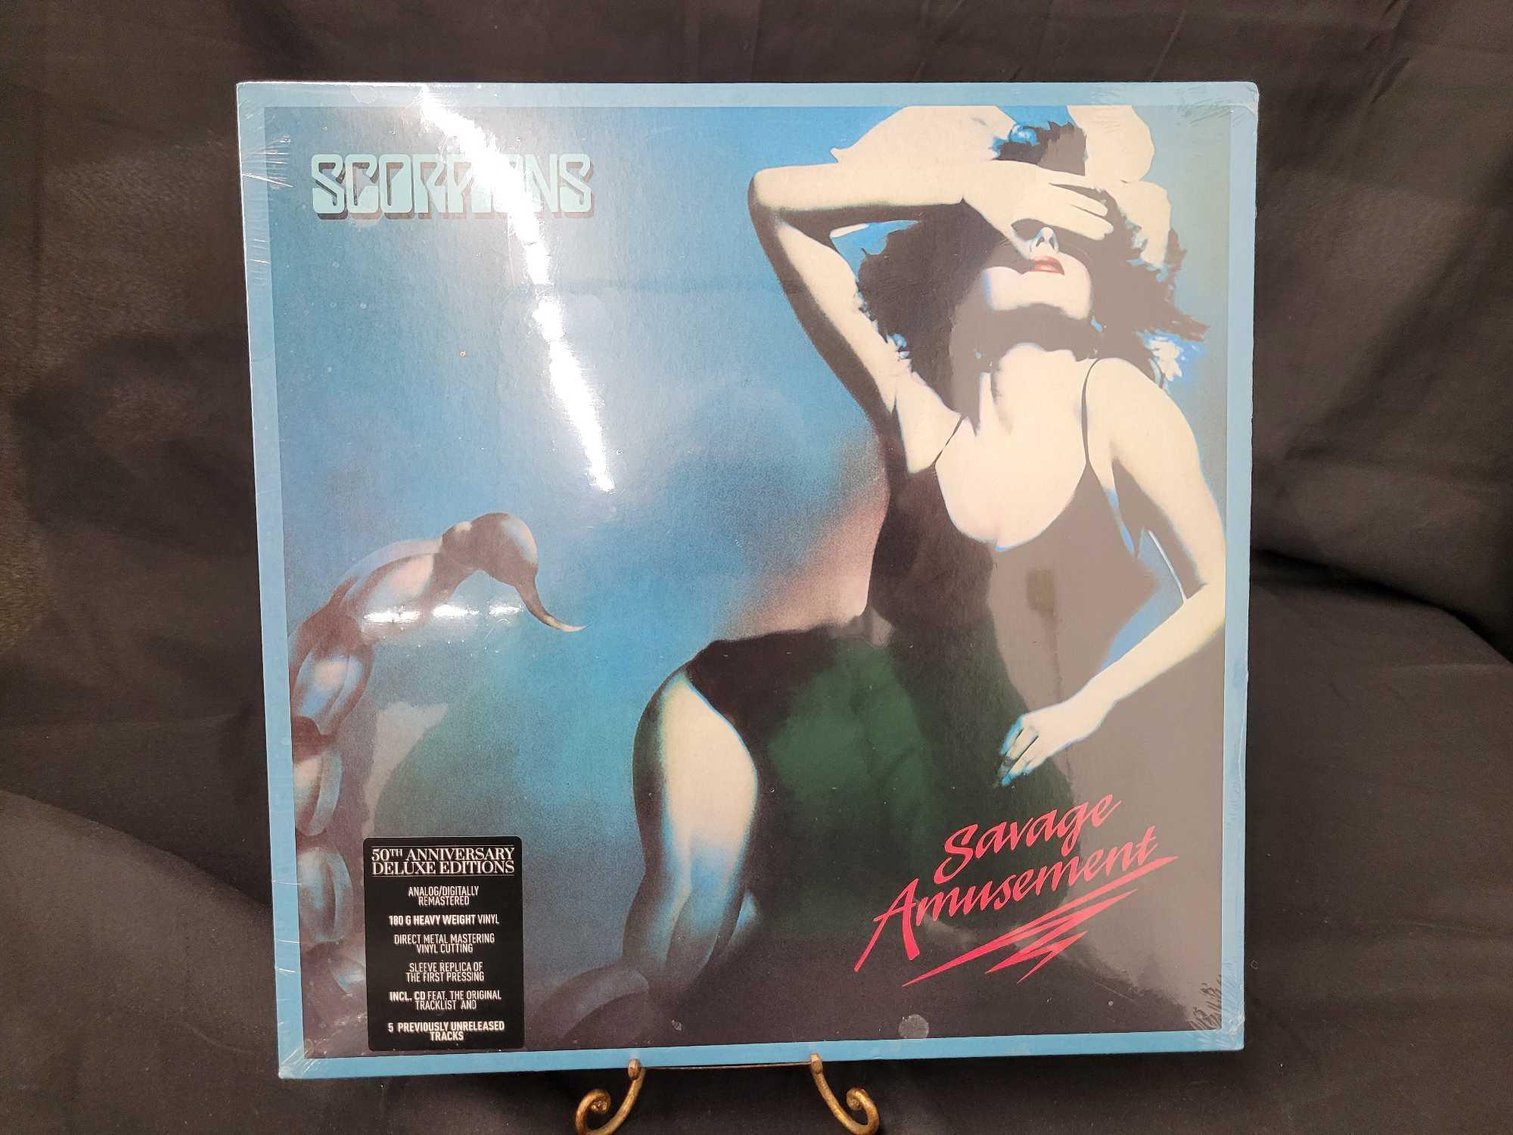 SCORPIONS
50TH ANNIVERSARY
DELUXE EDITIONS
ANALOG/DIGITALLY
REMASTERED
180 G HEAVY WEIGHT VINYL
DIRECT METAL MASTERING
VINYL CUTTING
SLEEVE REPLICA OF
THE FIRST PRESSING
INCL. CD FEAT. THE ORIGINAL
TRACKLIST AND
5 PREVIOUSLY UNRELEASED
TRACKS
Savage
Amusement